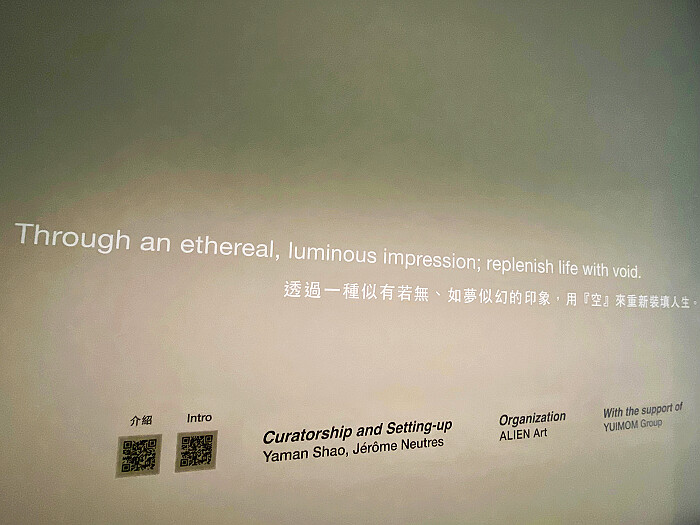 Through an ethereal, luminous impression; replenish life with void.
透過一種似有若無、如夢似幻的印象，用『空』來重新裝填人生。
介紹
Intro
Curatorship and Setting-up
Yaman Shao, Jérôme Neutres
Organization
ALIEN Art
With the support of
YUIMOM Group